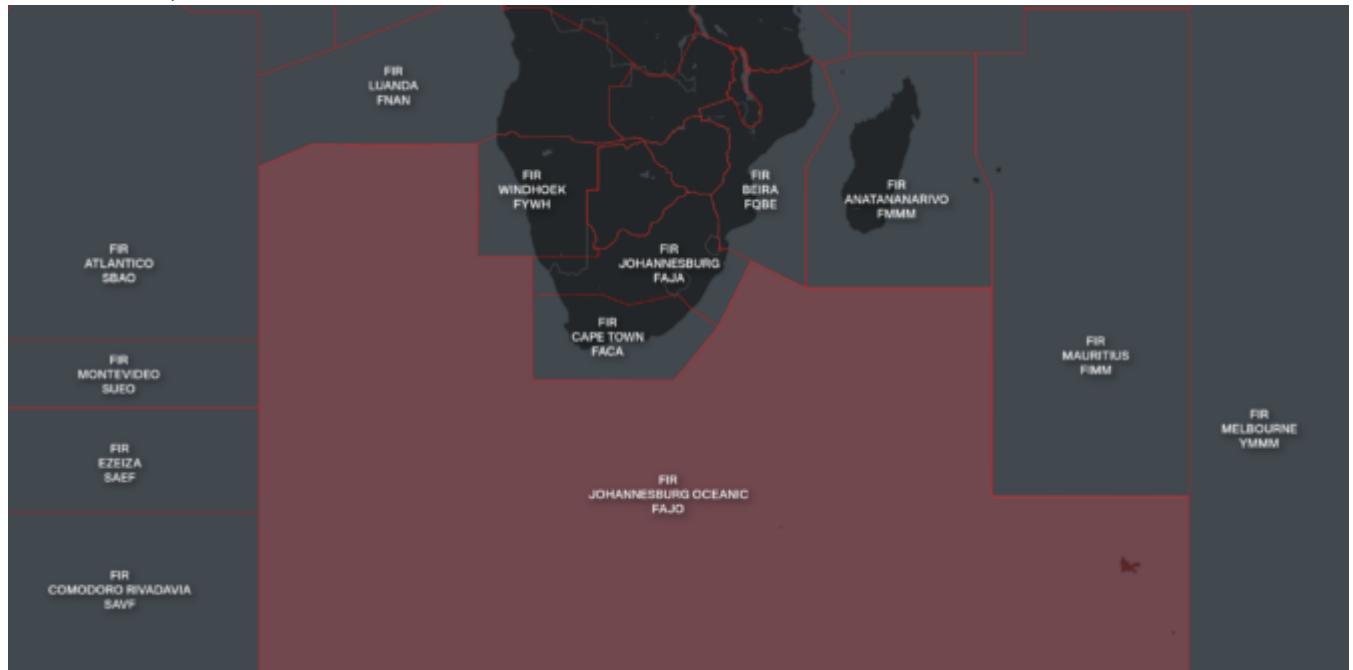 FIR
LUANDA
FNAN
FIR
WINDHOEK
FYWH
FIR
BEIRA
FQBE
FIR
ANATANANARIVO
FMMM
FIR
ATLANTICO
SBAO
FIR
JOHANNESBURG
FAJA
FIR
CAPE TOWN
FACA
FIR
MONTEVIDEO
SUEO
FIR
MAURITIUS
FIMM
FIR
MELBOURNE
YMMM
FIR
EZEIZA
SAEF
FIR
JOHANNESBURG OCEANIC
FAJO
FIR
COMODORO RIVADAVIA
SAVF